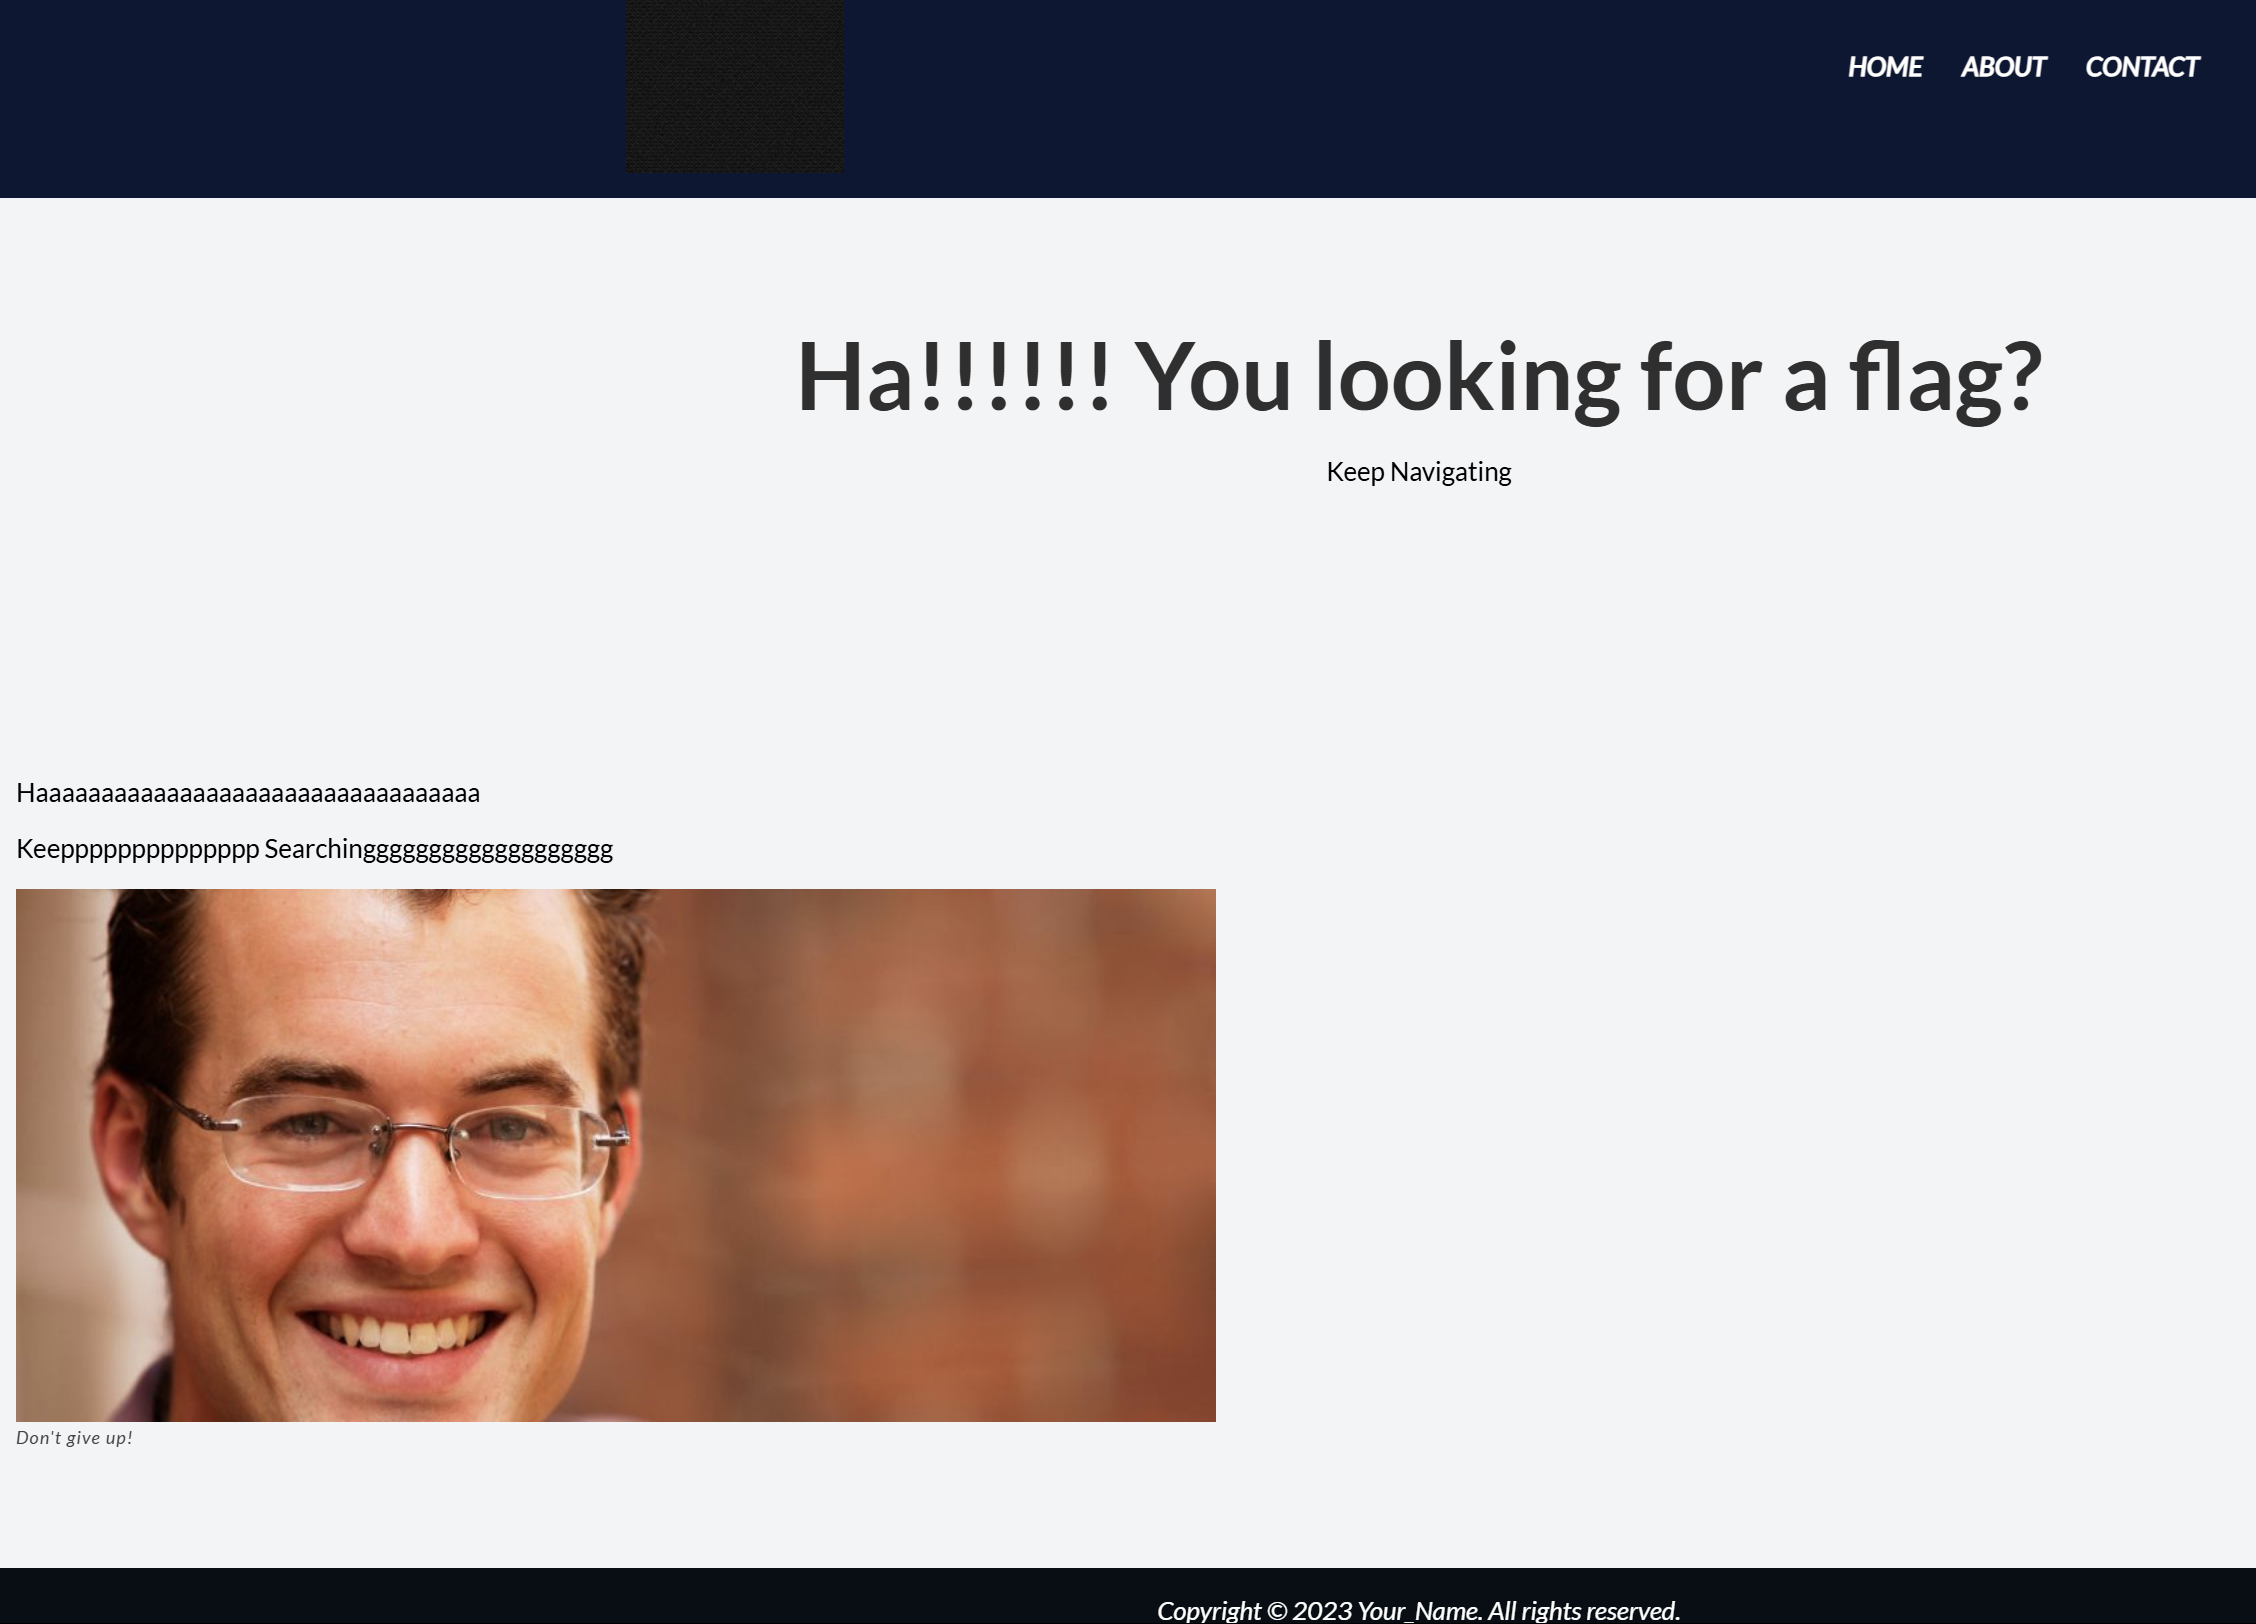 HOME ABOUT CONTACT
Ha!!!!!! You looking for a flag?
Keep Navigating
Haaaaaaaaaaaaaaaaaaaaaaaaaaaaaaaaaa
Keepppppppppppppp Searchinggggggggggggggggggg
Don't give up!
Copyright © 2023 Your_Name. All rights reserved.